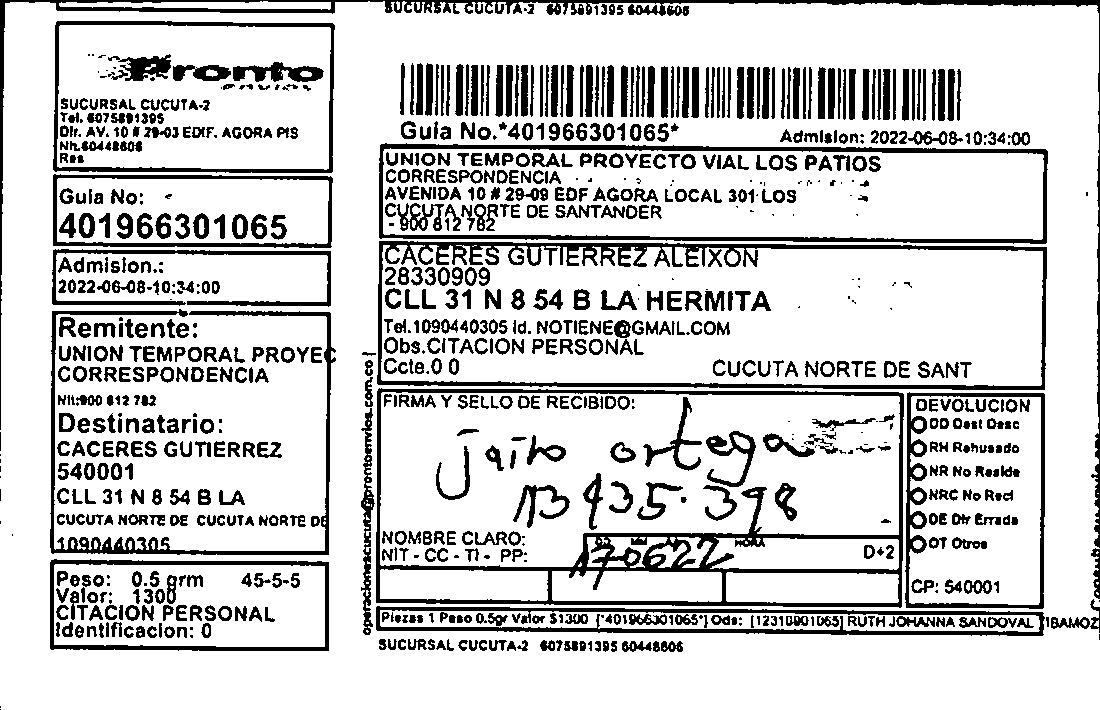 SUCURSAL CUCUTA-2 6075891395 60448606
Pronto
envios
SUCURSAL CUCUTA-2
Tel. 6075891395
Dir. AV. 10 # 29-03 EDIF. AGORA PIS
Nit.60448606
Res
Guia No:
401966301065
Admision.:
2022-06-08-10:34:00
Remitente:
UNION TEMPORAL PROYEC
CORRESPONDENCIA
Nit:900 812 782
Destinatario:
CACERES GUTIERREZ
540001
CLL 31 N 8 54 B LA
CUCUTA NORTE DE CUCUTA NORTE DE
1090440305
Peso: 0.5 grm 45-5-5
Valor: 1300
CITACION PERSONAL
Identificacion: 0
Guia No.*401966301065*
Admision: 2022-06-08-10:34:00
UNION TEMPORAL PROYECTO VIAL LOS PATIOS
CORRESPONDENCIA
AVENIDA 10 # 29-09 EDF AGORA LOCAL 301 LOS
CUCUTA NORTE DE SANTANDER
- 900 812 782
CACERES GUTIERREZ ALEIXON
28330909
CLL 31 N 8 54 B LA HERMITA
Tel.1090440305 Id. NOTIENE@GMAIL.COM
Obs.CITACION PERSONAL
Ccte.0 0 CUCUTA NORTE DE SANT
operacionescucuta@prontoenvios.com.co
FIRMA Y SELLO DE RECIBIDO:
jairo ortega
13435.398
NOMBRE CLARO:
NIT - CC - TI - PP:
DD MM HORA
170622
D+2
DEVOLUCION
DD Dest Desc
RH Rehusado
NR No Reside
NRC No Recl
DE Dir Errada
OT Otros
CP: 540001
Piezas 1 Peso 0.5gr Valor $1300 [*401966301065*] Ods: [12310901065] RUTH JOHANNA SANDOVAL
SUCURSAL CUCUTA-2 6075891395 60448606